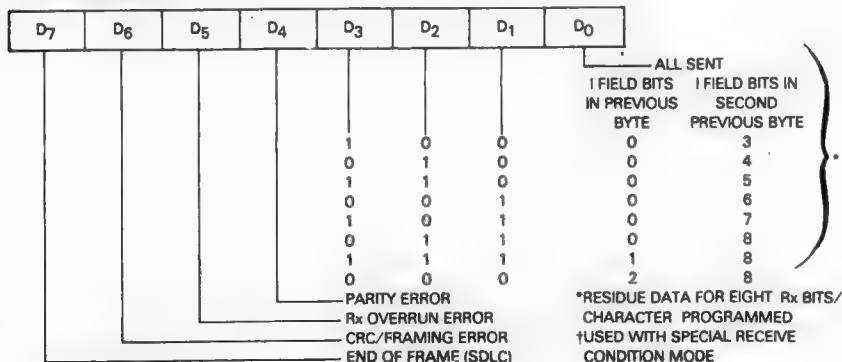 D7 D6 D5 D4 D3 D2 D1 D0
ALL SENT
I FIELD BITS I FIELD BITS IN
IN PREVIOUS SECOND
BYTE PREVIOUS BYTE
1 0 0 0 3
0 1 0 0 4
1 1 0 0 5
0 0 1 0 6
1 0 1 0 7
0 1 1 0 8
1 1 1 1 8
0 0 0 2 8
*
PARITY ERROR *RESIDUE DATA FOR EIGHT Rx BITS/
Rx OVERRUN ERROR CHARACTER PROGRAMMED
CRC/FRAMING ERROR †USED WITH SPECIAL RECEIVE
END OF FRAME (SDLC) CONDITION MODE